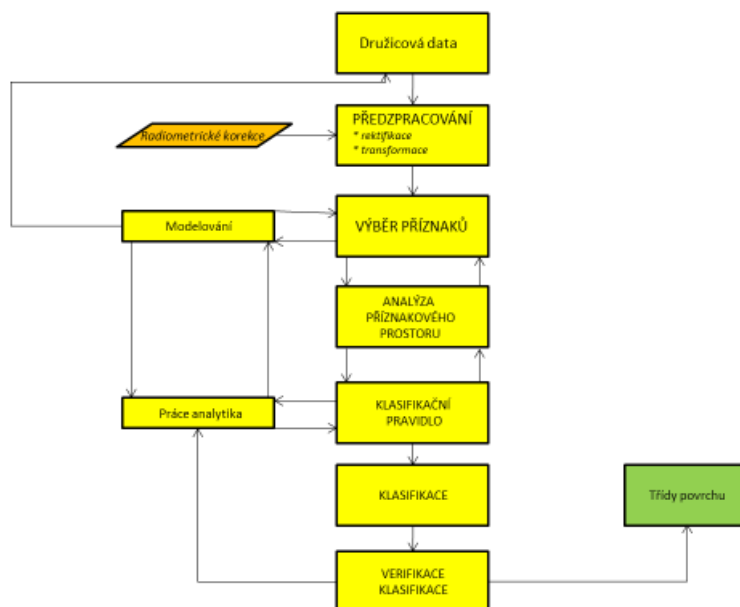 Družicová data
PŘEDZPRACOVÁNÍ
* rektifikace
* transformace
Radiometrické korekce
Modelování
VÝBĚR PŘÍZNAKŮ
ANALÝZA
PŘÍZNAKOVÉHO
PROSTORU
Práce analytika
KLASIFIKAČNÍ
PRAVIDLO
KLASIFIKACE
Třídy povrchu
VERIFIKACE
KLASIFIKACE